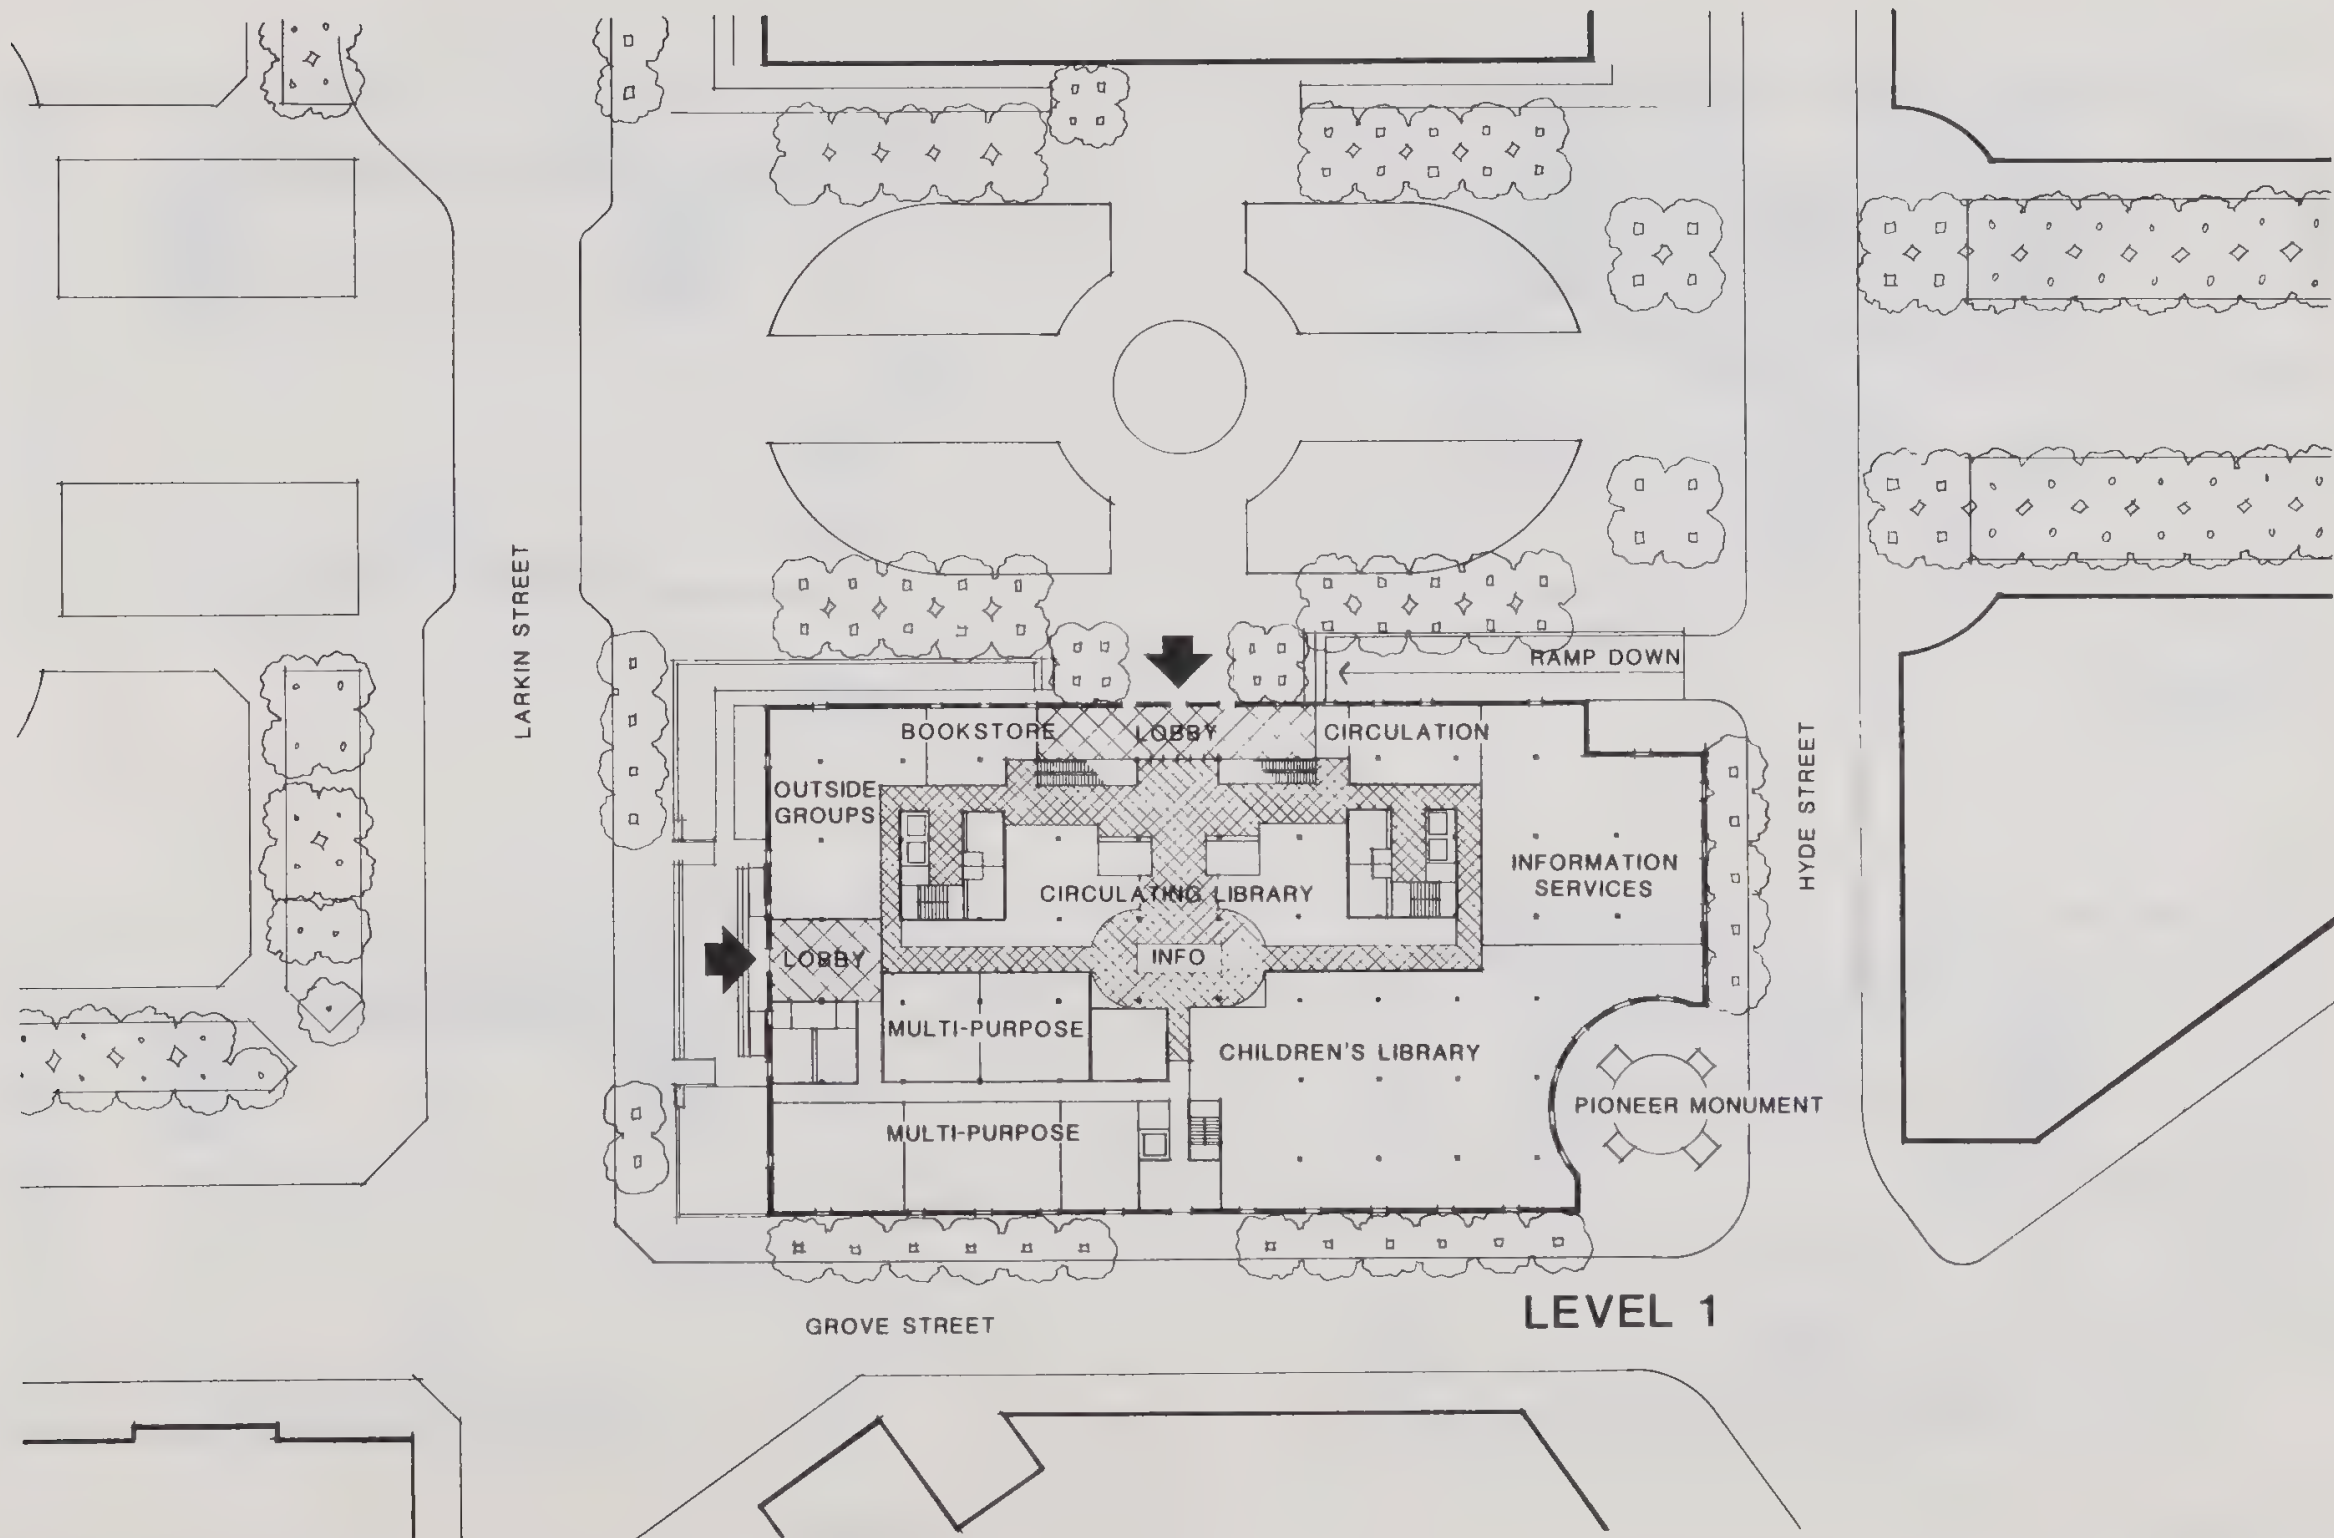 LARKIN STREET
RAMP DOWN
BOOKSTORE
LOBBY
CIRCULATION
HYDE STREET
OUTSIDE
GROUPS
INFORMATION
SERVICES
CIRCULATING LIBRARY
LOBBY
INFO
MULTI-PURPOSE
CHILDREN'S LIBRARY
PIONEER MONUMENT
MULTI-PURPOSE
LEVEL 1
GROVE STREET